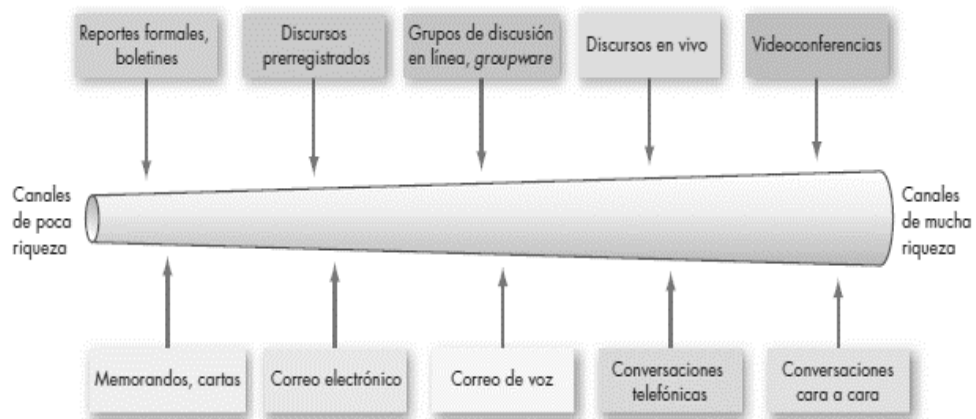 Reportes formales,
boletines
Discursos
prerregistrados
Grupos de discusión
en línea, groupware
Discursos en vivo
Videoconferencias
Canales
de poca
riqueza
Canales
de mucha
riqueza
Memorandos, cartas
Correo electrónico
Correo de voz
Conversaciones
telefónicas
Conversaciones
cara a cara